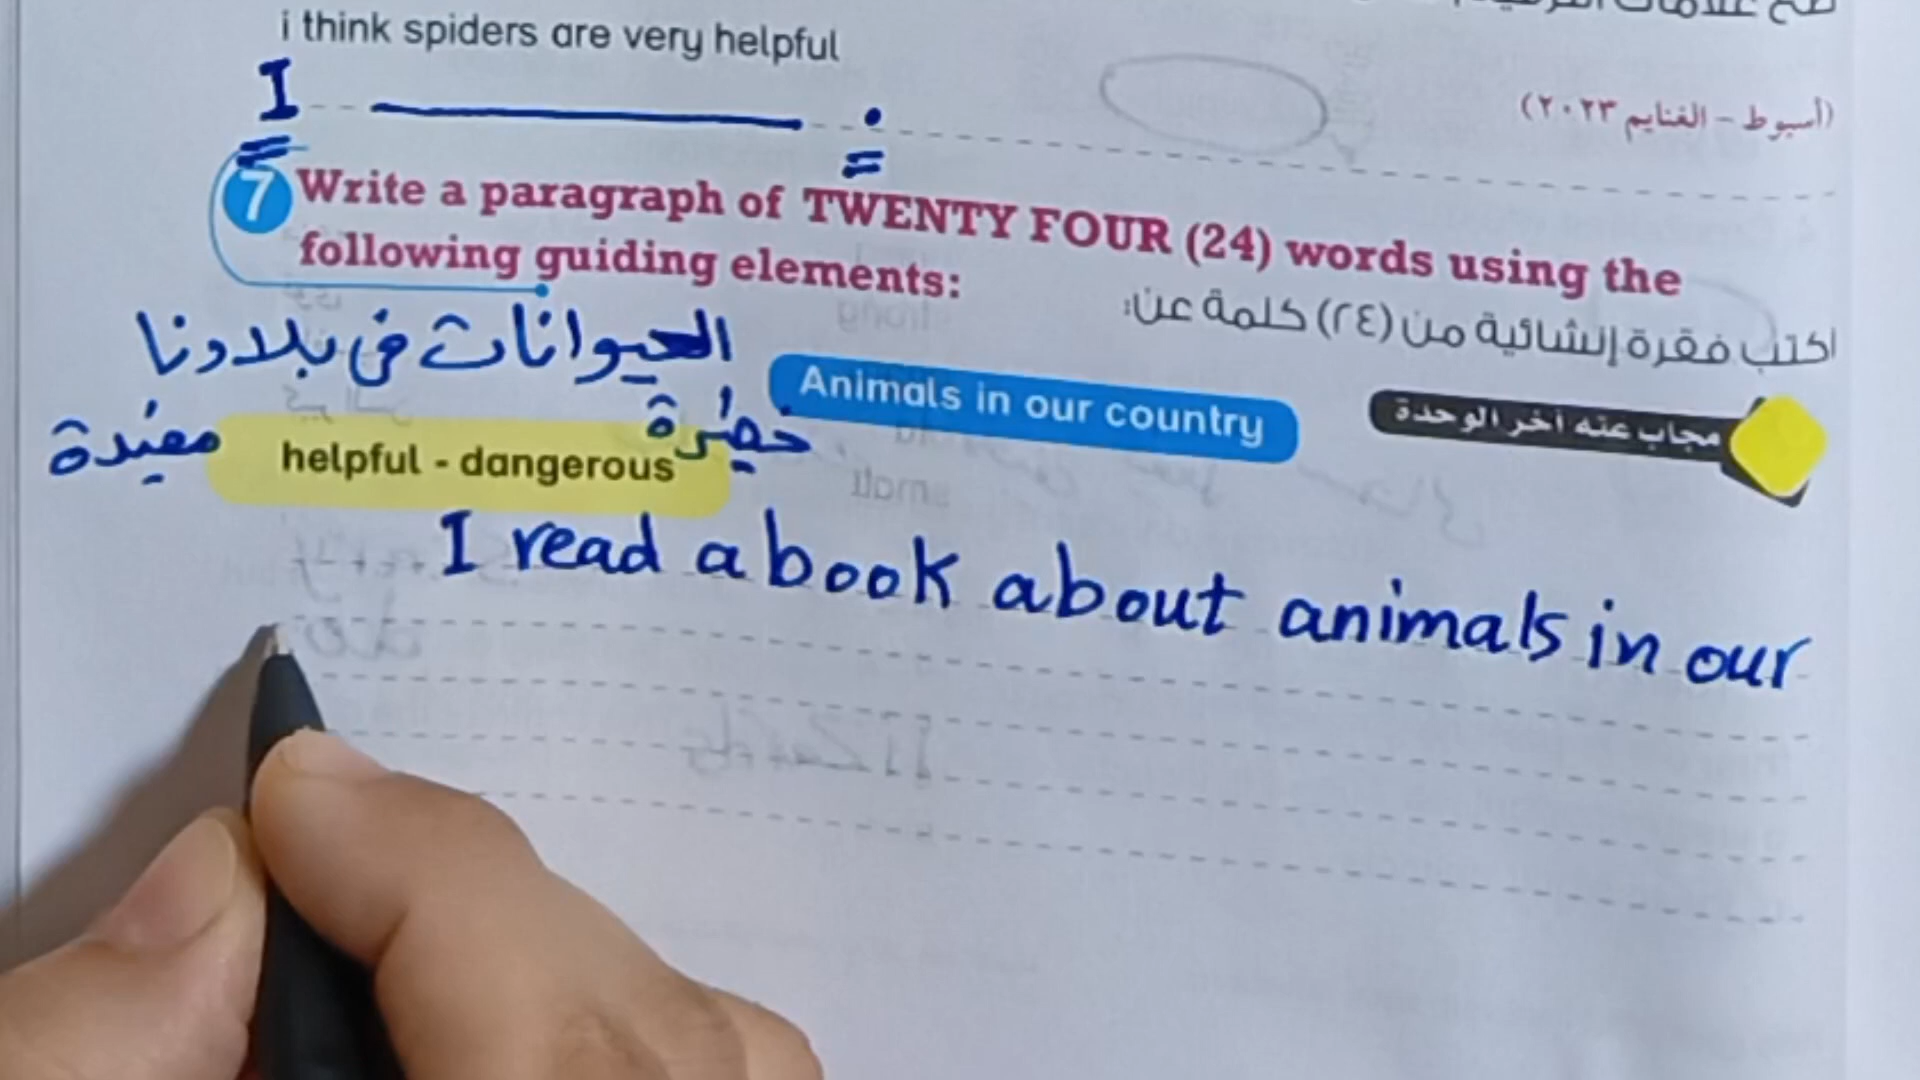 i think spiders are very helpful
(أسيوط – الغنايم ٢٠٢٣)
I .
7 Write a paragraph of TWENTY FOUR (24) words using the
following guiding elements:
اكتب فقرة إنشائية من (٢٤) كلمة عن:
الحيوانات في بلادنا
Animals in our country
مجاب عنه آخر الوحدة
مفيدة
خطرة
helpful - dangerous
I read a book about animals in our